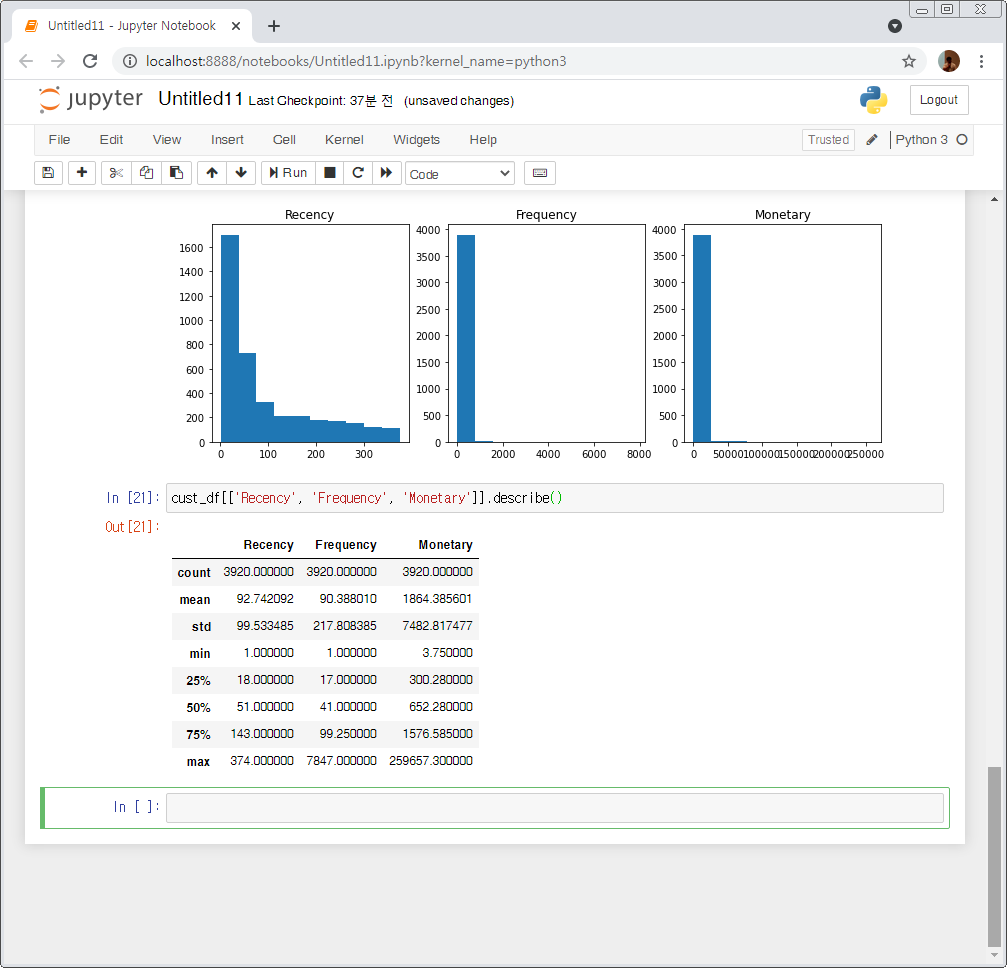 Untitled11 - Jupyter Notebook
localhost:8888/notebooks/Untitled11.ipynb?kernel_name=python3
jupyter Untitled11 Last Checkpoint: 37분 전 (unsaved changes) Logout
File Edit View Insert Cell Kernel Widgets Help Trusted Python 3
Run Code
Recency Frequency Monetary
1600
1400
1200
1000
800
600
400
200
0
0 100 200 300
4000
3500
3000
2500
2000
1500
1000
500
0
0 2000 4000 6000 8000
4000
3500
3000
2500
2000
1500
1000
500
0
0 50000 100000 150000 200000 250000
In [21]: cust_df[['Recency', 'Frequency', 'Monetary']].describe()
Out[21]:
Recency Frequency Monetary
count 3920.000000 3920.000000 3920.000000
mean 92.742092 90.388010 1864.385601
std 99.533485 217.808385 7482.817477
min 1.000000 1.000000 3.750000
25% 18.000000 17.000000 300.280000
50% 51.000000 41.000000 652.280000
75% 143.000000 99.250000 1576.585000
max 374.000000 7847.000000 259657.300000
In [ ]: